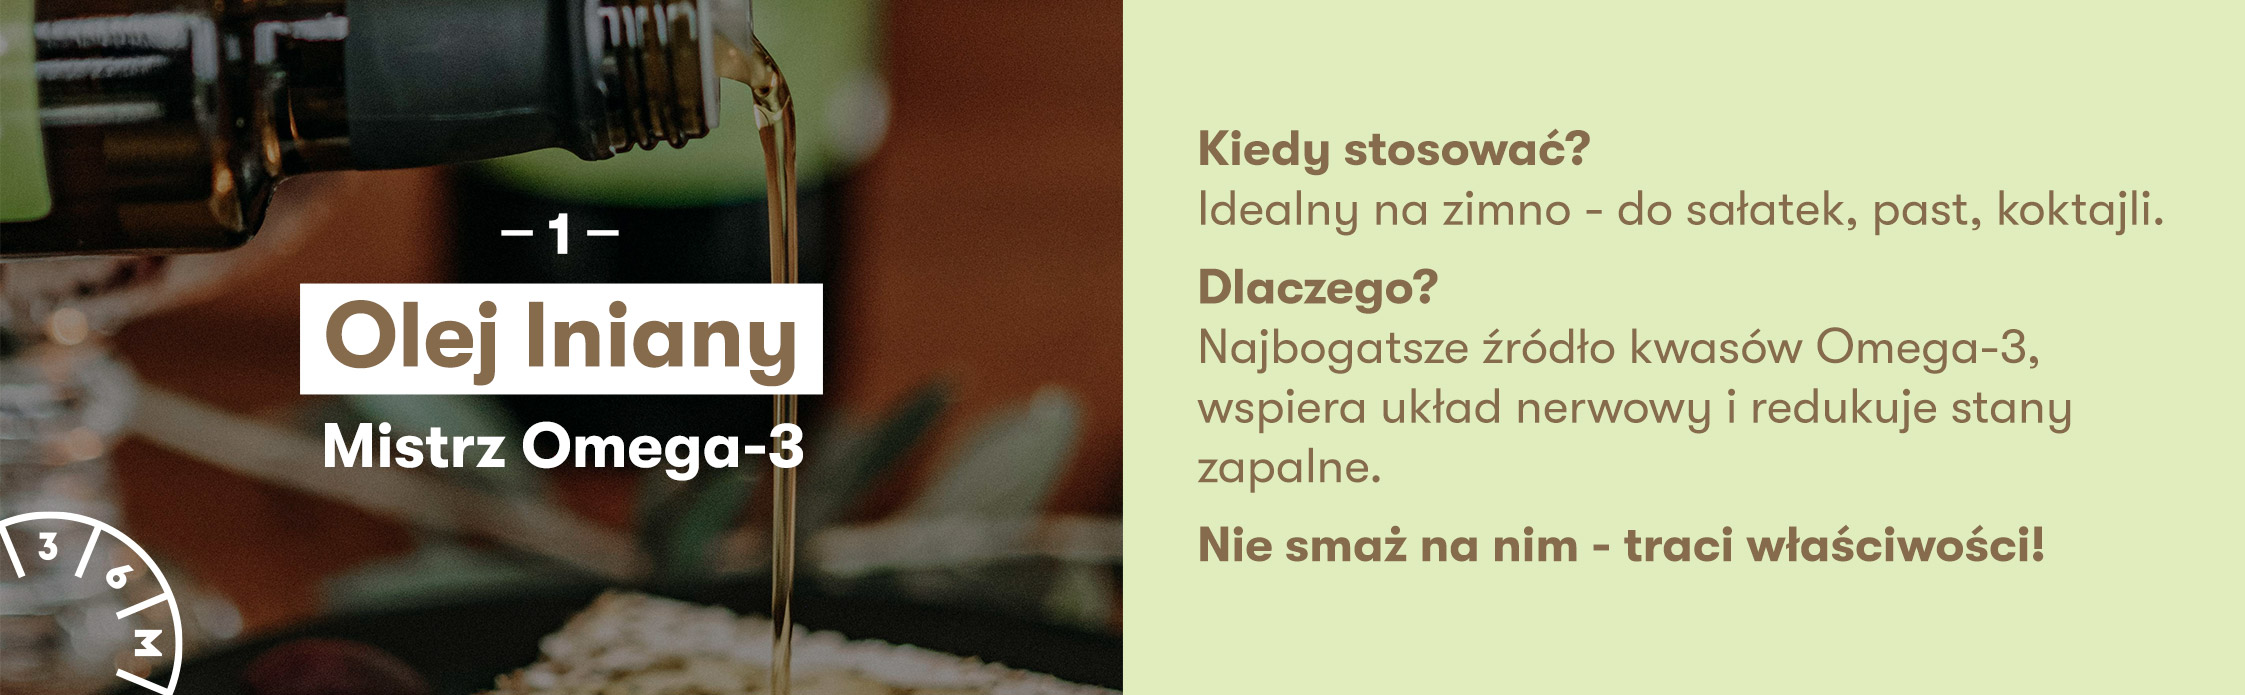 – 1 –
Olej lniany
Mistrz Omega-3
3
6
M
Kiedy stosować?
Idealny na zimno - do sałatek, past, koktajli.
Dlaczego?
Najbogatsze źródło kwasów Omega-3,
wspiera układ nerwowy i redukuje stany
zapalne.
Nie smaż na nim - traci właściwości!